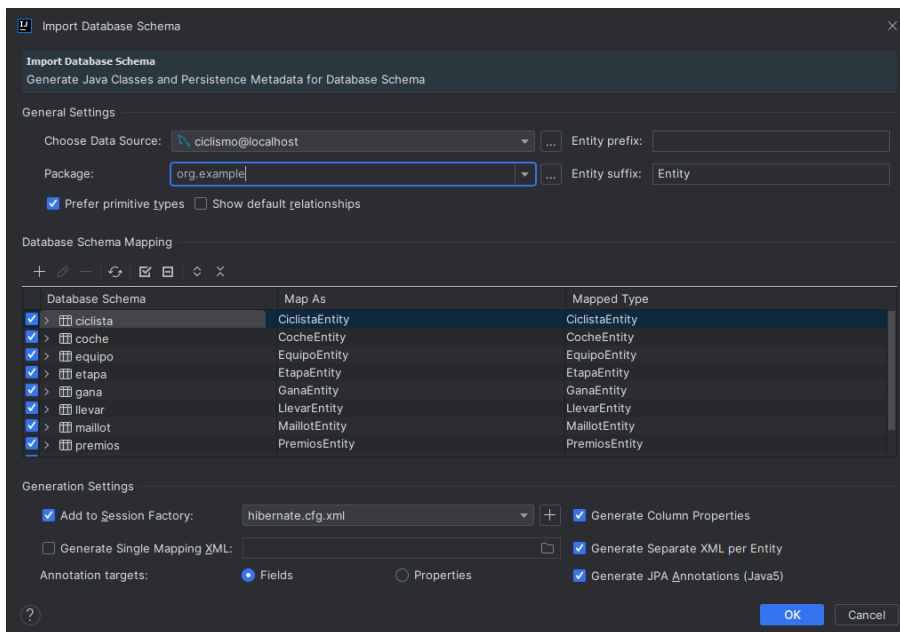 IJ Import Database Schema
Import Database Schema
Generate Java Classes and Persistence Metadata for Database Schema
General Settings
Choose Data Source: ciclismo@localhost ... Entity prefix:
Package: org.example ... Entity suffix: Entity
Prefer primitive types Show default relationships
Database Schema Mapping
Database Schema Map As Mapped Type
ciclista CiclistaEntity CiclistaEntity
coche CocheEntity CocheEntity
equipo EquipoEntity EquipoEntity
etapa EtapaEntity EtapaEntity
gana GanaEntity GanaEntity
llevar LlevarEntity LlevarEntity
maillot MaillotEntity MaillotEntity
premios PremiosEntity PremiosEntity
Generation Settings
Add to Session Factory: hibernate.cfg.xml Generate Column Properties
Generate Single Mapping XML: Generate Separate XML per Entity
Annotation targets: Fields Properties Generate JPA Annotations (Java5)
? OK Cancel